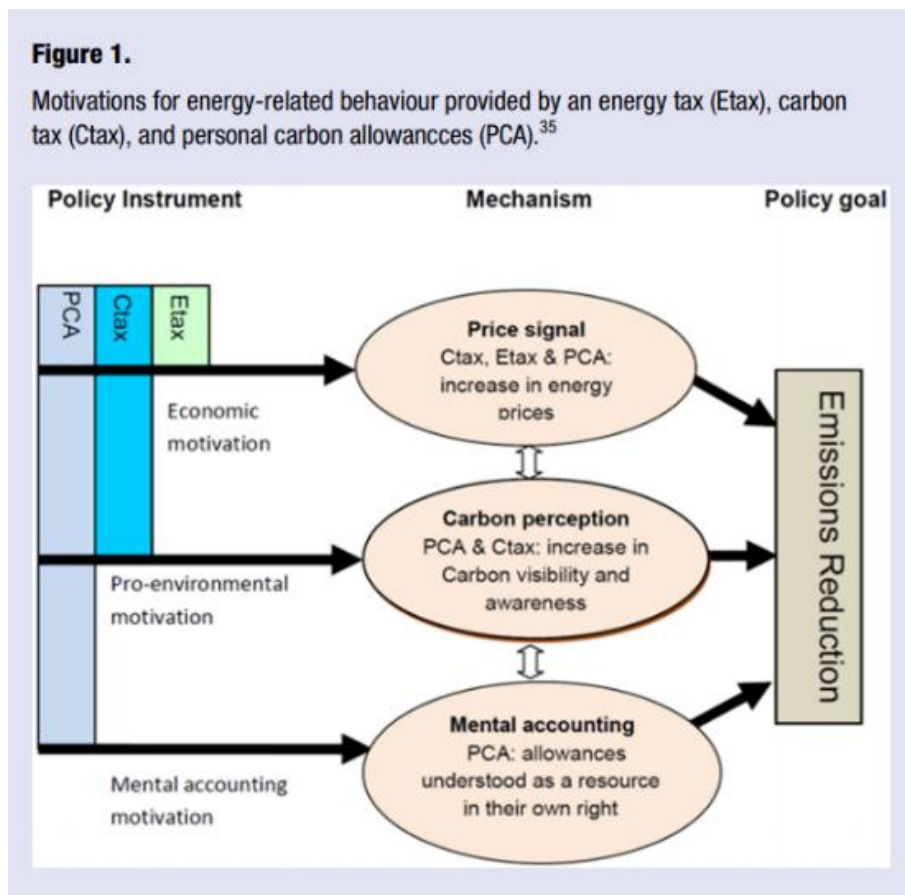 Figure 1.
Motivations for energy-related behaviour provided by an energy tax (Etax), carbon
tax (Ctax), and personal carbon allowancces (PCA).35
Policy Instrument
Mechanism
Policy goal
PCA
Ctax
Etax
Price signal
Ctax, Etax & PCA:
increase in energy
prices
Economic
motivation
Carbon perception
PCA & Ctax: increase in
Carbon visibility and
awareness
Pro-environmental
motivation
Mental accounting
PCA: allowances
understood as a resource
in their own right
Mental accounting
motivation
Emissions Reduction